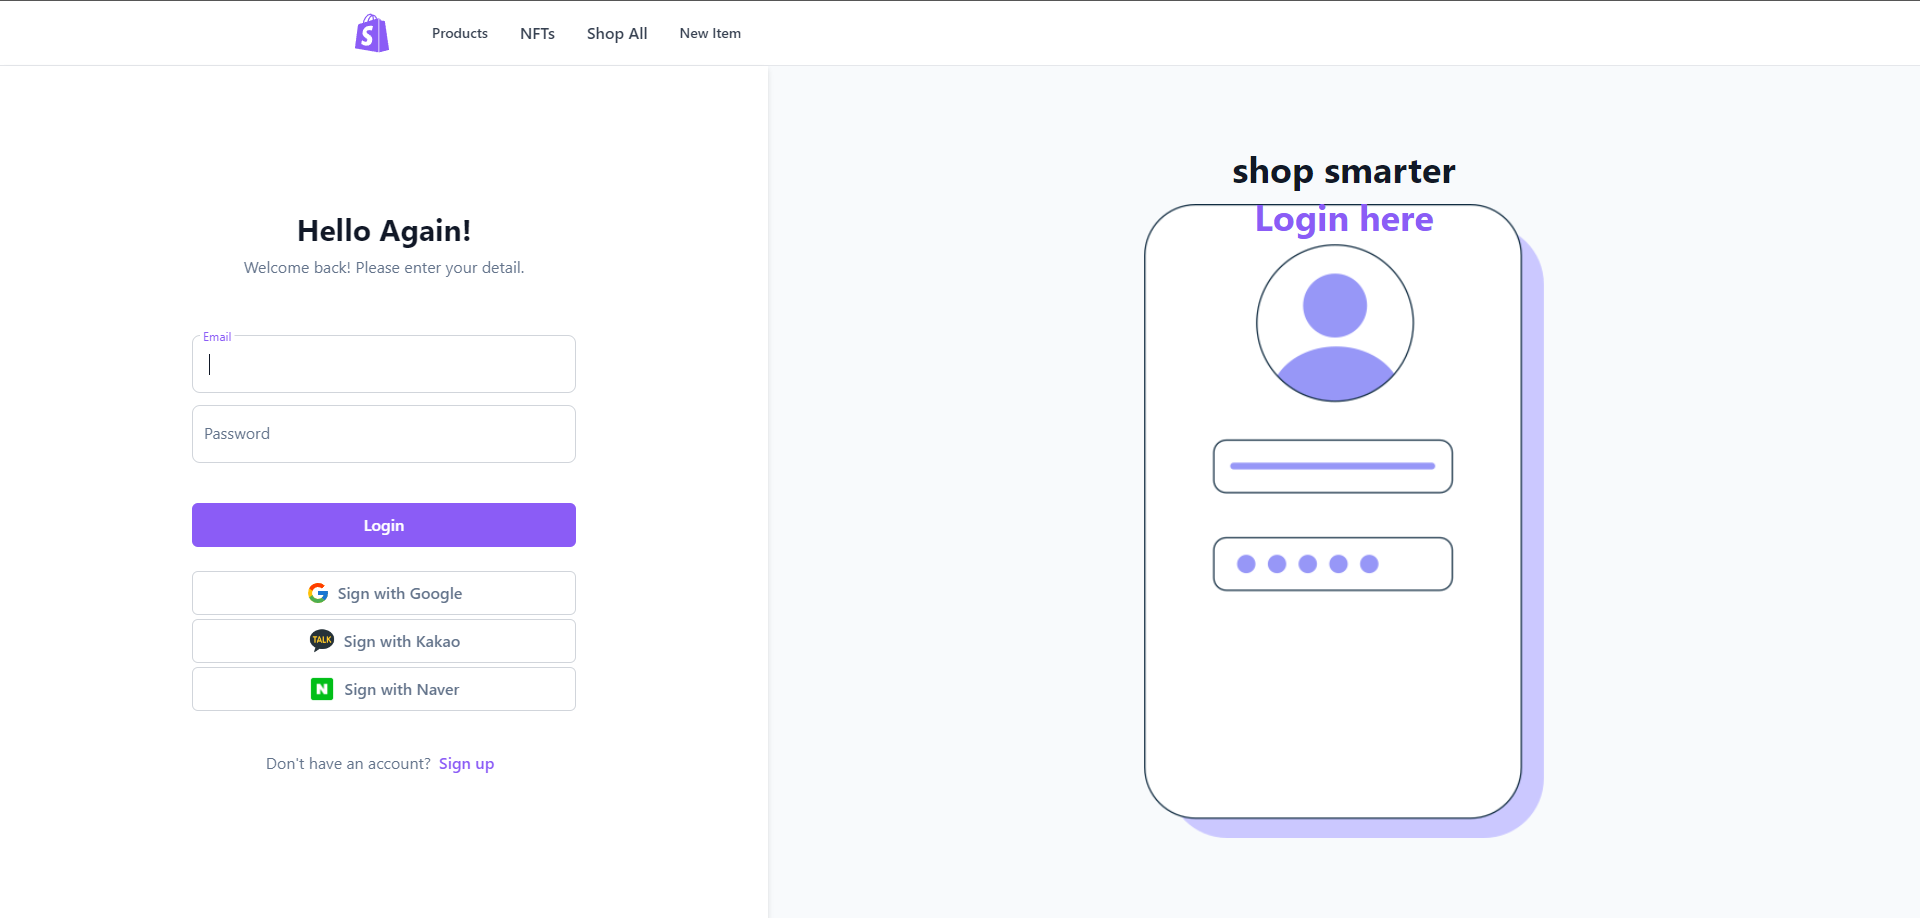 S
Products NFTs Shop All New Item
Hello Again!
Welcome back! Please enter your detail.
Email
Password
Login
Sign with Google
TALK Sign with Kakao
N Sign with Naver
Don't have an account? Sign up
shop smarter
Login here